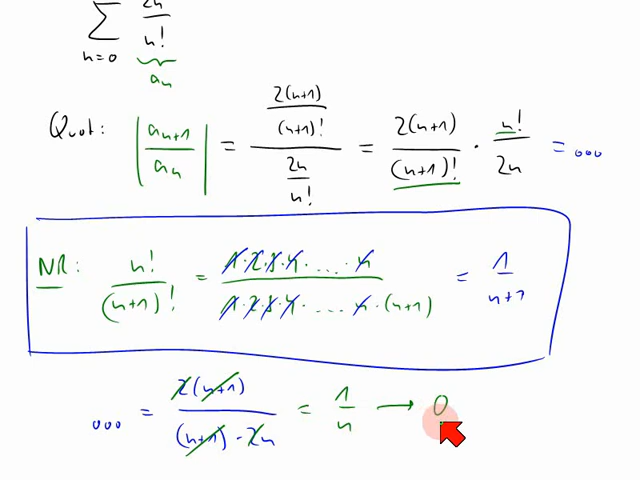 ∑ 2n/n!
n=0 aₙ
Quot: |aₙ₊₁/aₙ| = (2(n+1)/(n+1)!)/(2n/n!) = 2(n+1)/(n+1)! · n!/2n = ...
NR: n!/(n+1)! = 1·2·3·4·...·n/1·2·3·4·...·n·(n+1) = 1/n+1
... = 2(n+1)/(n+1)·2n = 1/n → 0